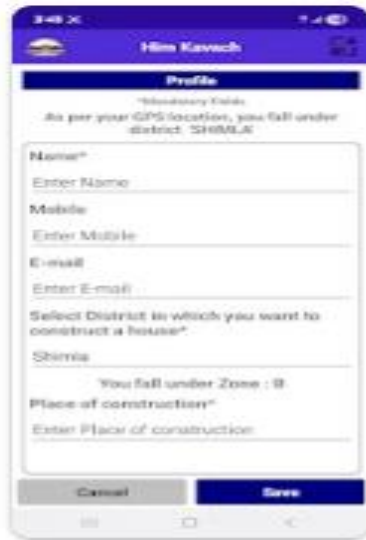 3:48
Him Kavach
Profile
*Mandatory Fields
As per your GPS location, you fall under
district 'SHIMLA'
Name*
Enter Name
Mobile
Enter Mobile
E-mail
Enter E-mail
Select District in which you want to
construct a house*
Shimla
You fall under Zone : B
Place of construction*
Enter Place of construction
Cancel
Save